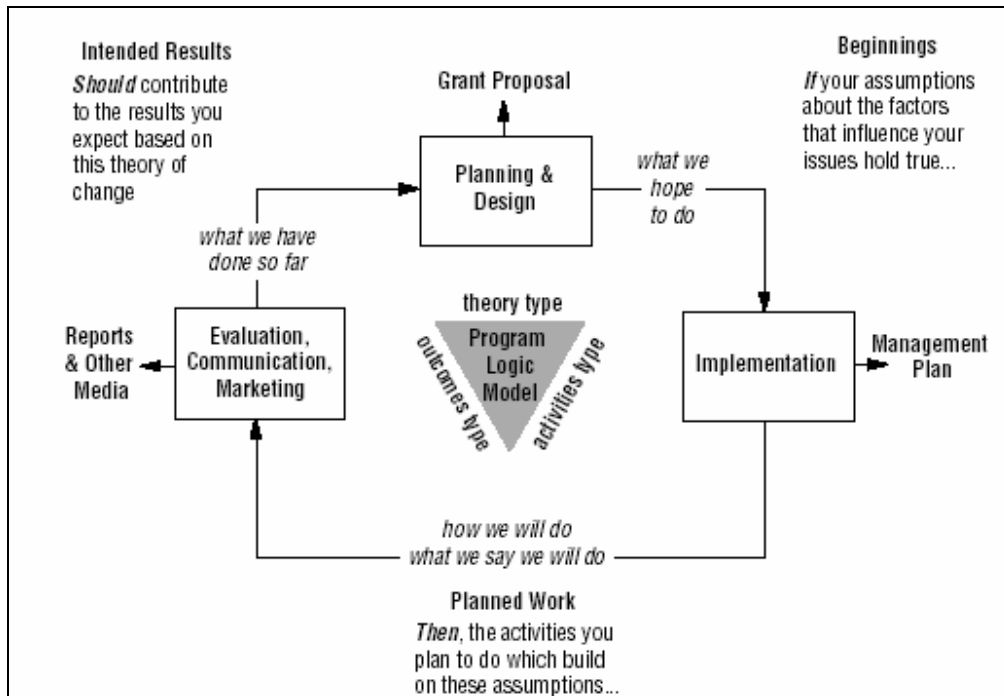 Intended Results
Should contribute
to the results you
expect based on
this theory of
change
Grant Proposal
Beginnings
If your assumptions
about the factors
that influence your
issues hold true...
Planning &
Design
what we
hope
to do
what we have
done so far
Reports
& Other
Media
Evaluation,
Communication,
Marketing
theory type
Program
Logic
Model
outcomes type
activities type
Implementation
Management
Plan
how we will do
what we say we will do
Planned Work
Then, the activities you
plan to do which build
on these assumptions...